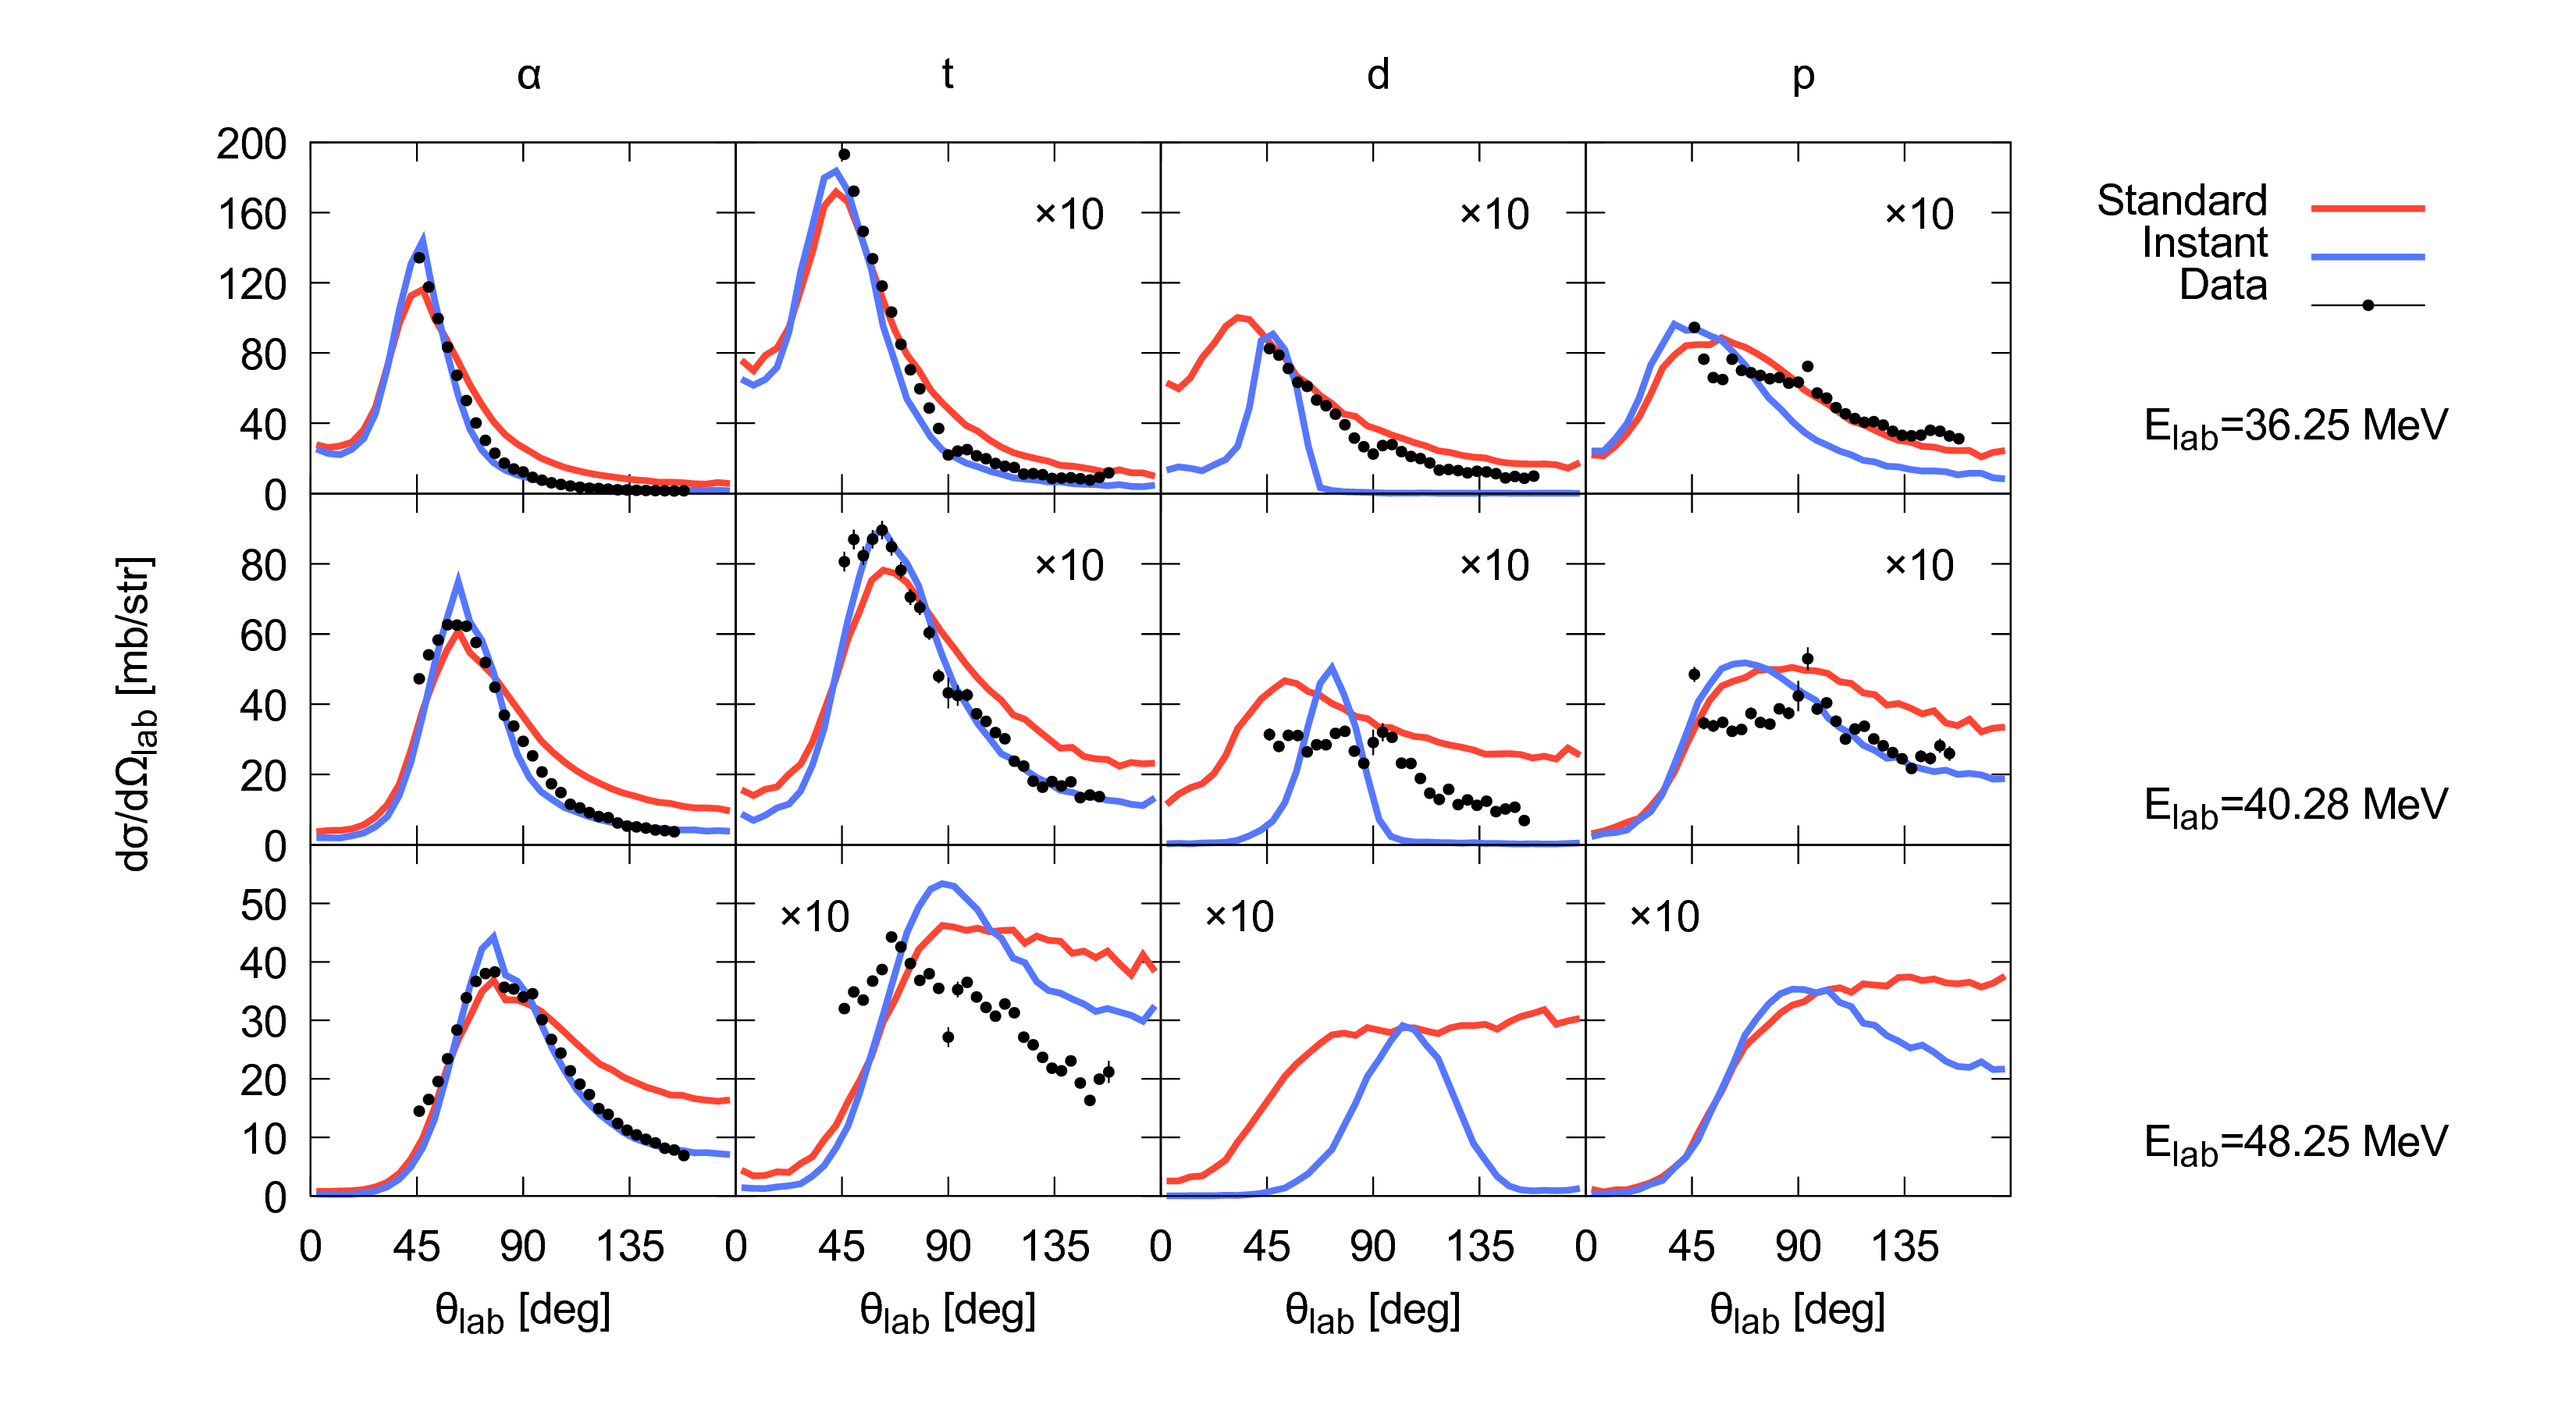 α t d p
200
160
120
80
40
0
×10 ×10 ×10
Standard
Instant
Data
E_lab=36.25 MeV
80
60
40
20
0
×10 ×10 ×10
E_lab=40.28 MeV
dσ/dΩ_lab [mb/str]
50
40
30
20
10
0
×10 ×10 ×10
E_lab=48.25 MeV
0 45 90 135 0 45 90 135 0 45 90 135 0 45 90 135
θ_lab [deg] θ_lab [deg] θ_lab [deg] θ_lab [deg]